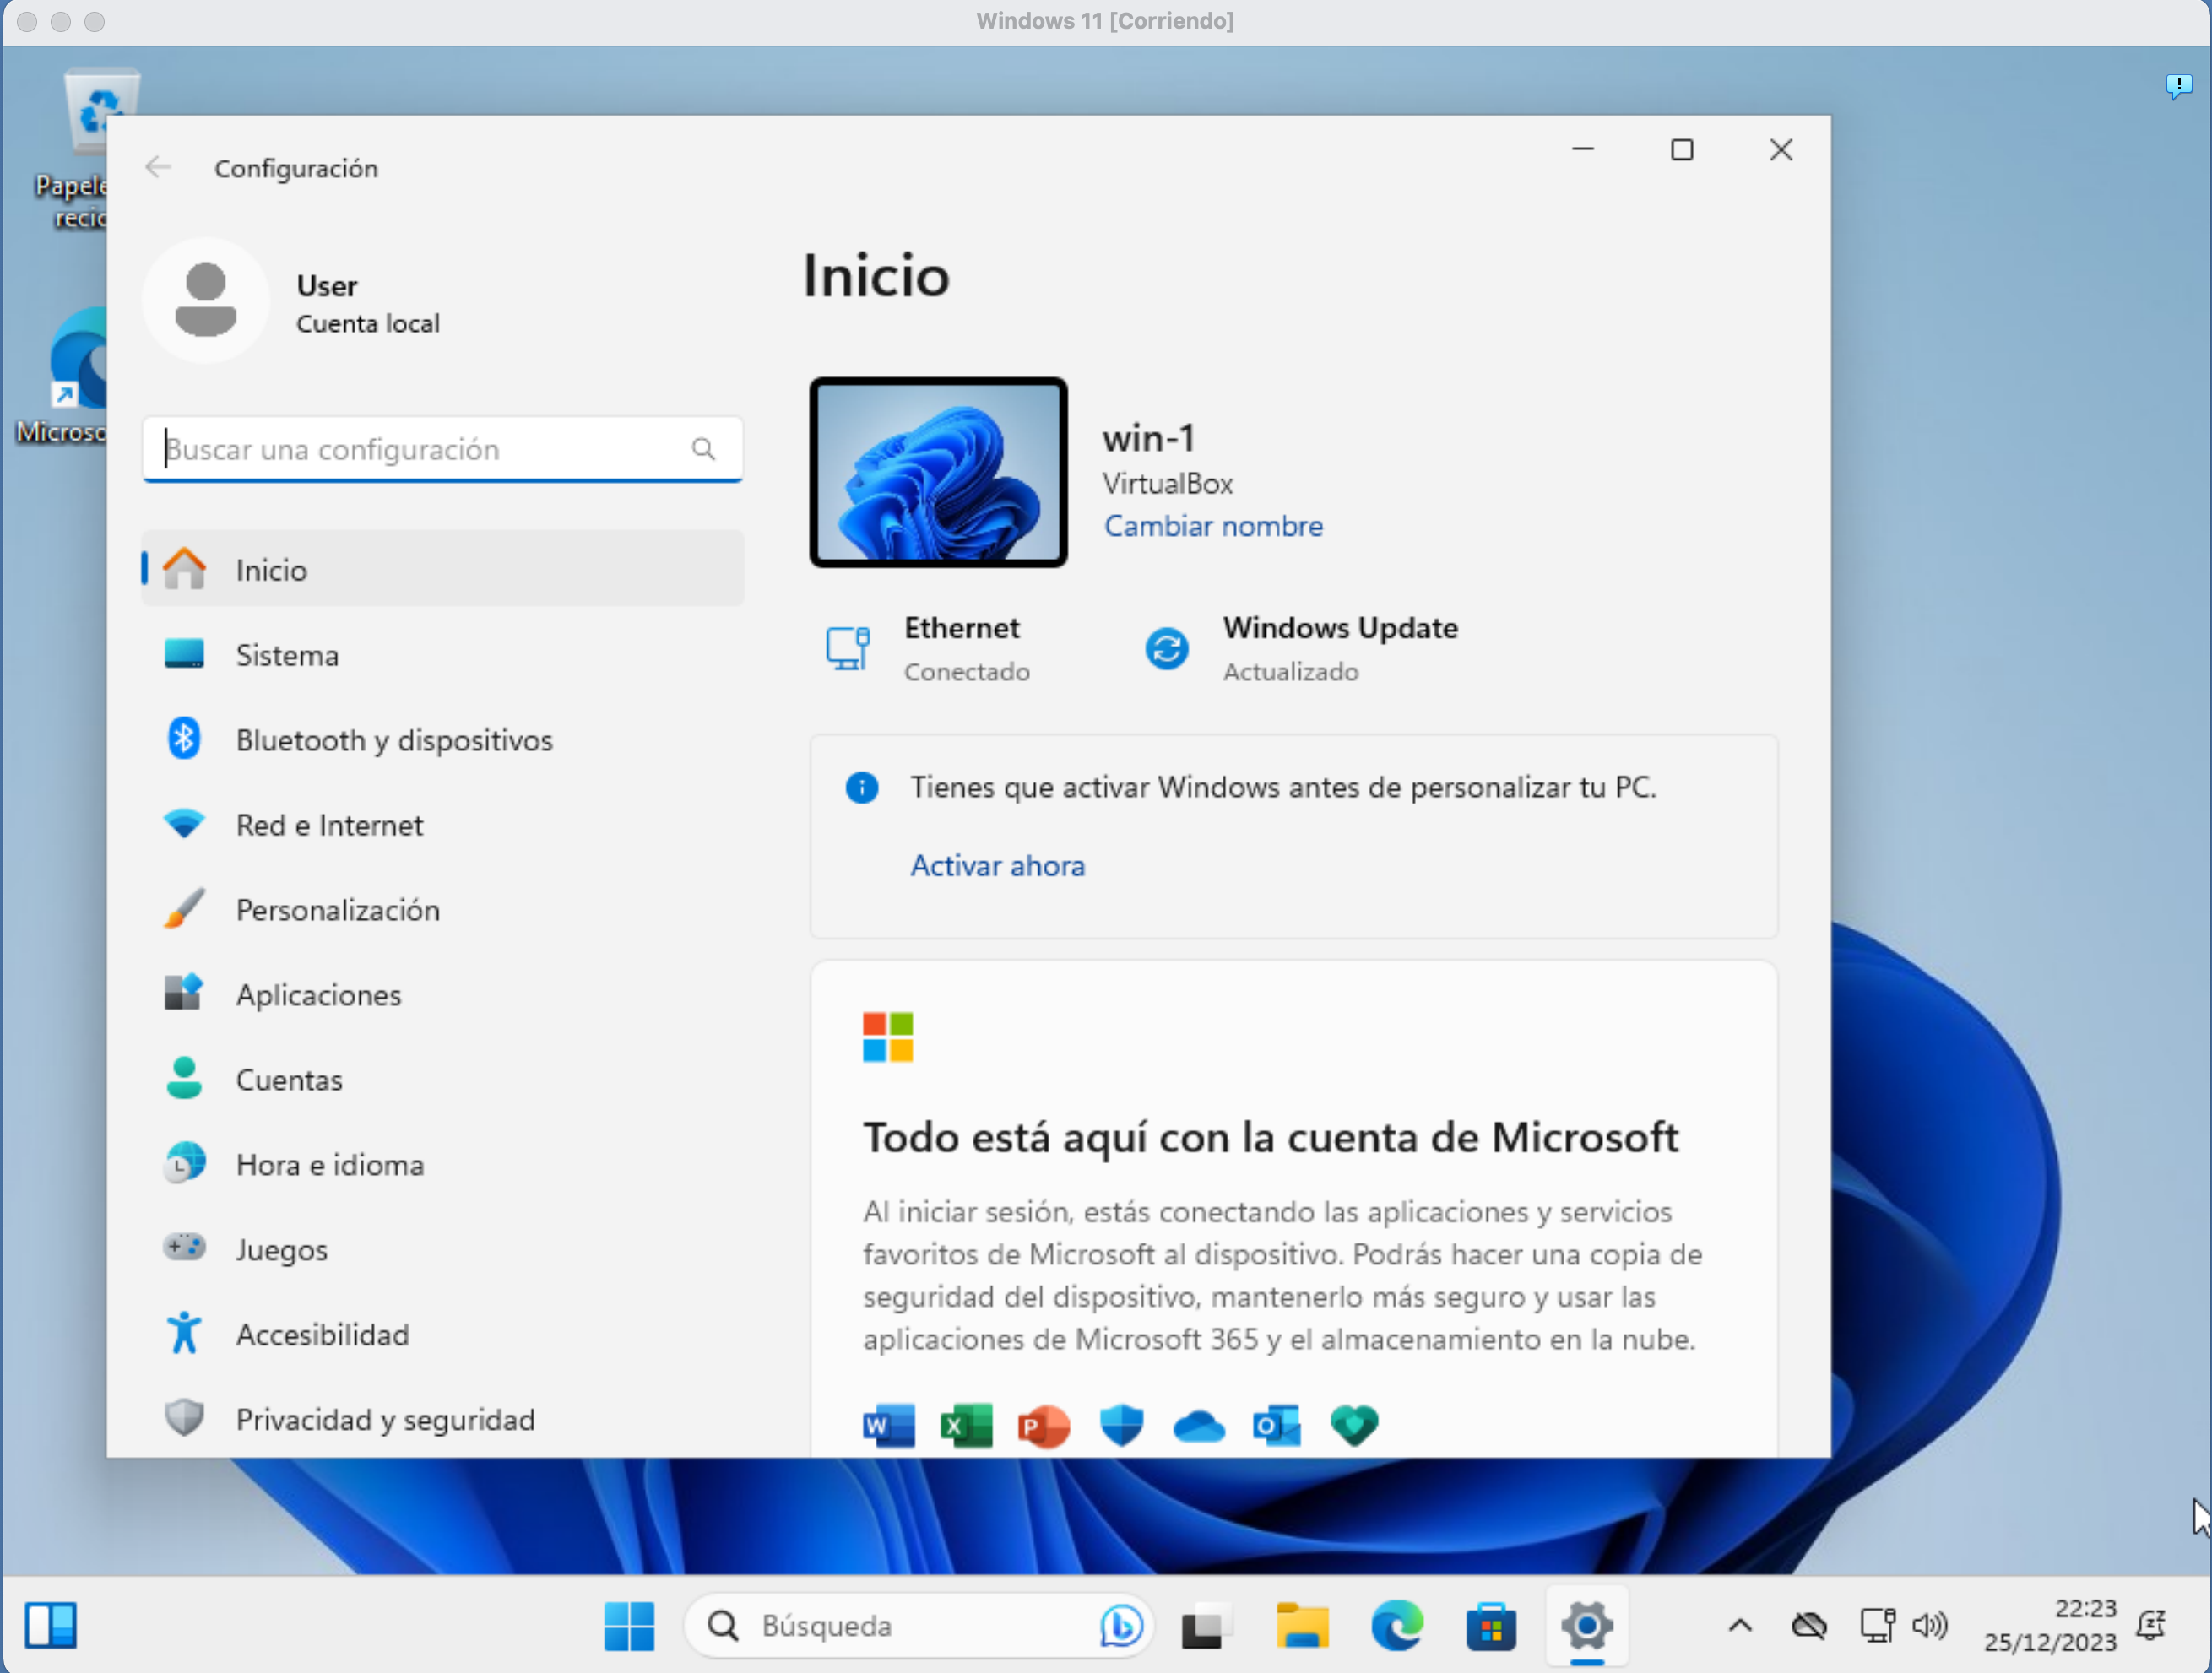 Windows 11 [Corriendo]
Configuración
User
Cuenta local
Buscar una configuración
Inicio
Sistema
Bluetooth y dispositivos
Red e Internet
Personalización
Aplicaciones
Cuentas
Hora e idioma
Juegos
Accesibilidad
Privacidad y seguridad
Inicio
win-1
VirtualBox
Cambiar nombre
Ethernet
Conectado
Windows Update
Actualizado
Tienes que activar Windows antes de personalizar tu PC.
Activar ahora
Todo está aquí con la cuenta de Microsoft
Al iniciar sesión, estás conectando las aplicaciones y servicios
favoritos de Microsoft al dispositivo. Podrás hacer una copia de
seguridad del dispositivo, mantenerlo más seguro y usar las
aplicaciones de Microsoft 365 y el almacenamiento en la nube.
Búsqueda
22:23
25/12/2023